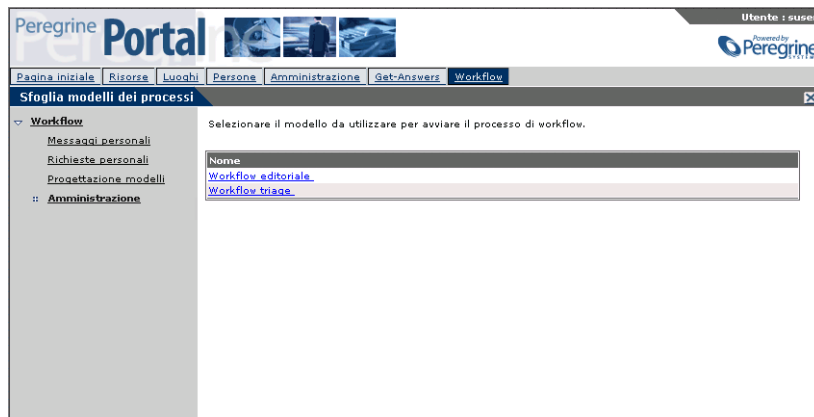 Utente : suser
Peregrine Portal
Powered by
Peregrine
SYSTEMS
Pagina iniziale Risorse Luoghi Persone Amministrazione Get-Answers Workflow
Sfoglia modelli dei processi
Workflow
Messaggi personali
Richieste personali
Progettazione modelli
Amministrazione
Selezionare il modello da utilizzare per avviare il processo di workflow.
Nome
Workflow editoriale
Workflow triage